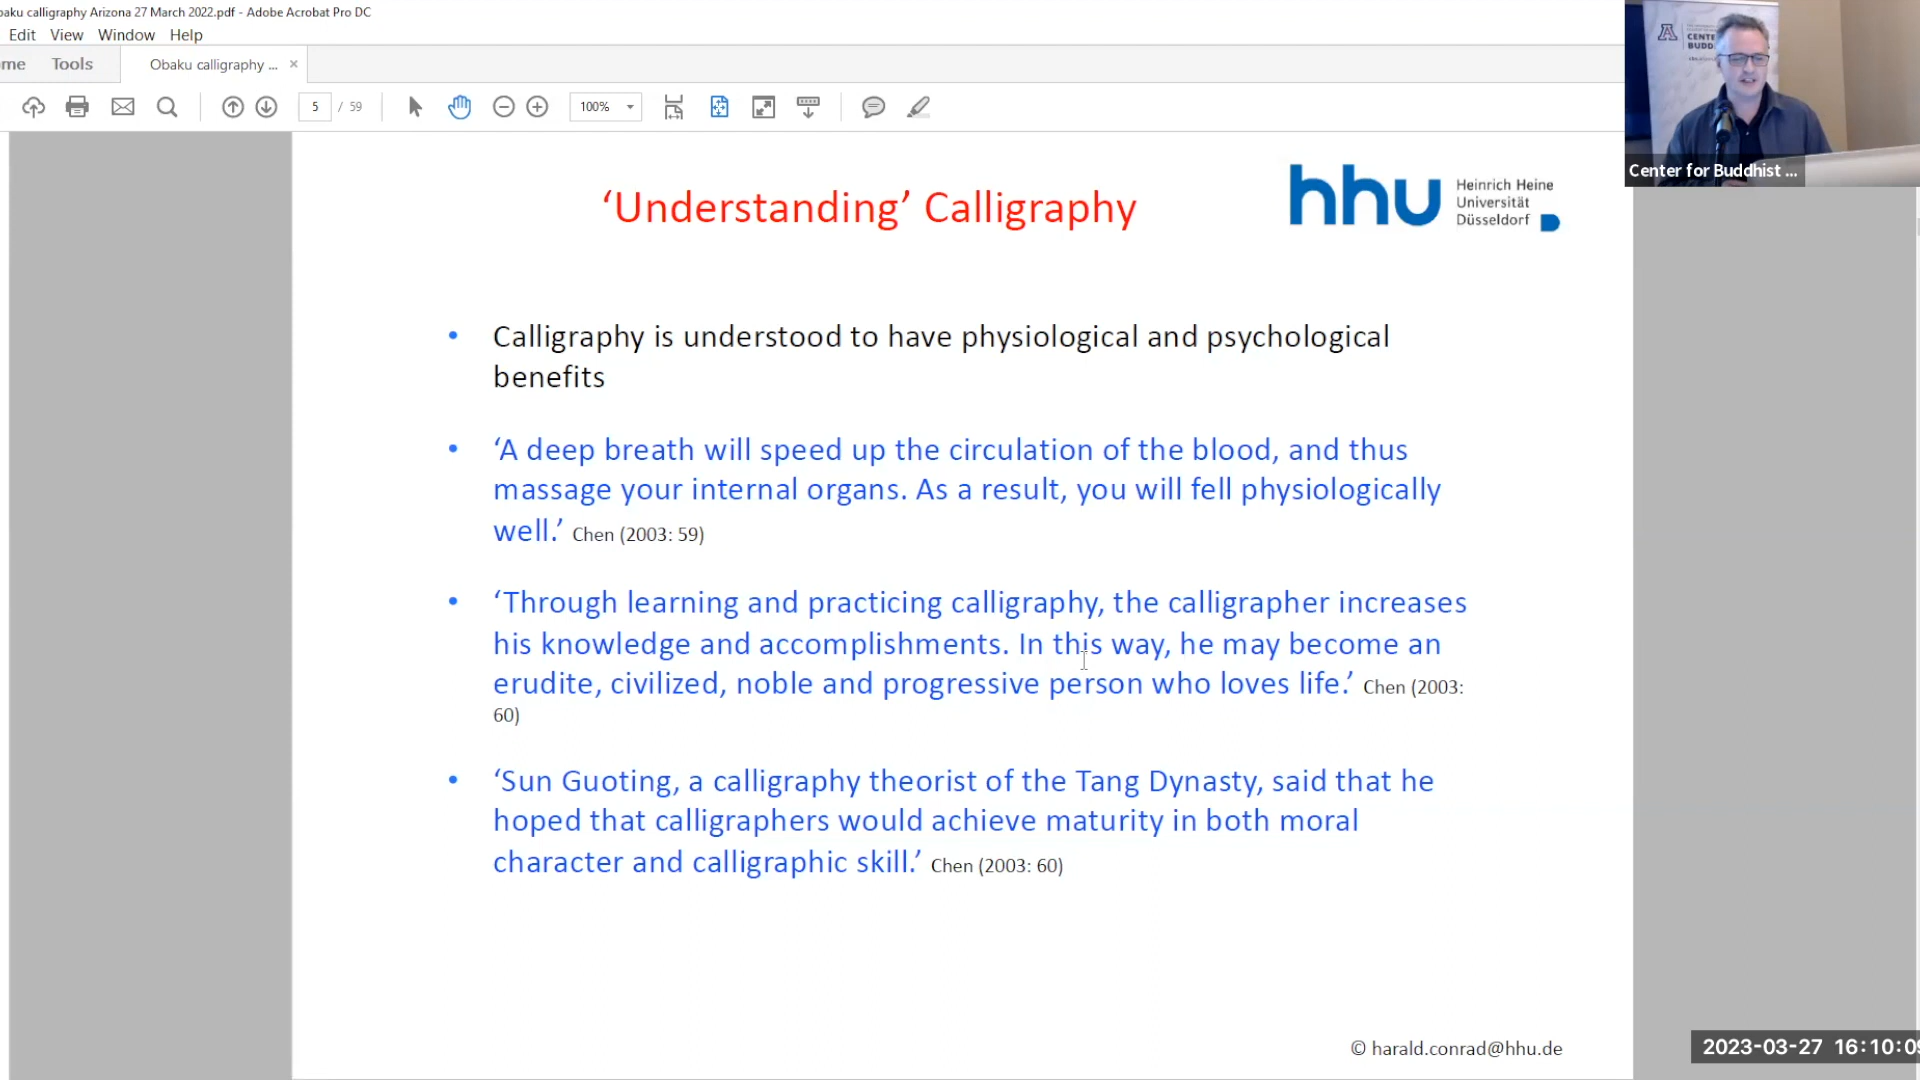 baku calligraphy Arizona 27 March 2022.pdf - Adobe Acrobat Pro DC
Edit View Window Help
me Tools Obaku calligraphy ... ×
5 / 59 100%
CENTE
BUDD
Center for Buddhist ...
‘Understanding’ Calligraphy
hhu Heinrich Heine
Universität
Düsseldorf
• Calligraphy is understood to have physiological and psychological
benefits
• ‘A deep breath will speed up the circulation of the blood, and thus
massage your internal organs. As a result, you will fell physiologically
well.’ Chen (2003: 59)
• ‘Through learning and practicing calligraphy, the calligrapher increases
his knowledge and accomplishments. In this way, he may become an
erudite, civilized, noble and progressive person who loves life.’ Chen (2003:
60)
• ‘Sun Guoting, a calligraphy theorist of the Tang Dynasty, said that he
hoped that calligraphers would achieve maturity in both moral
character and calligraphic skill.’ Chen (2003: 60)
© harald.conrad@hhu.de
2023-03-27 16:10:09